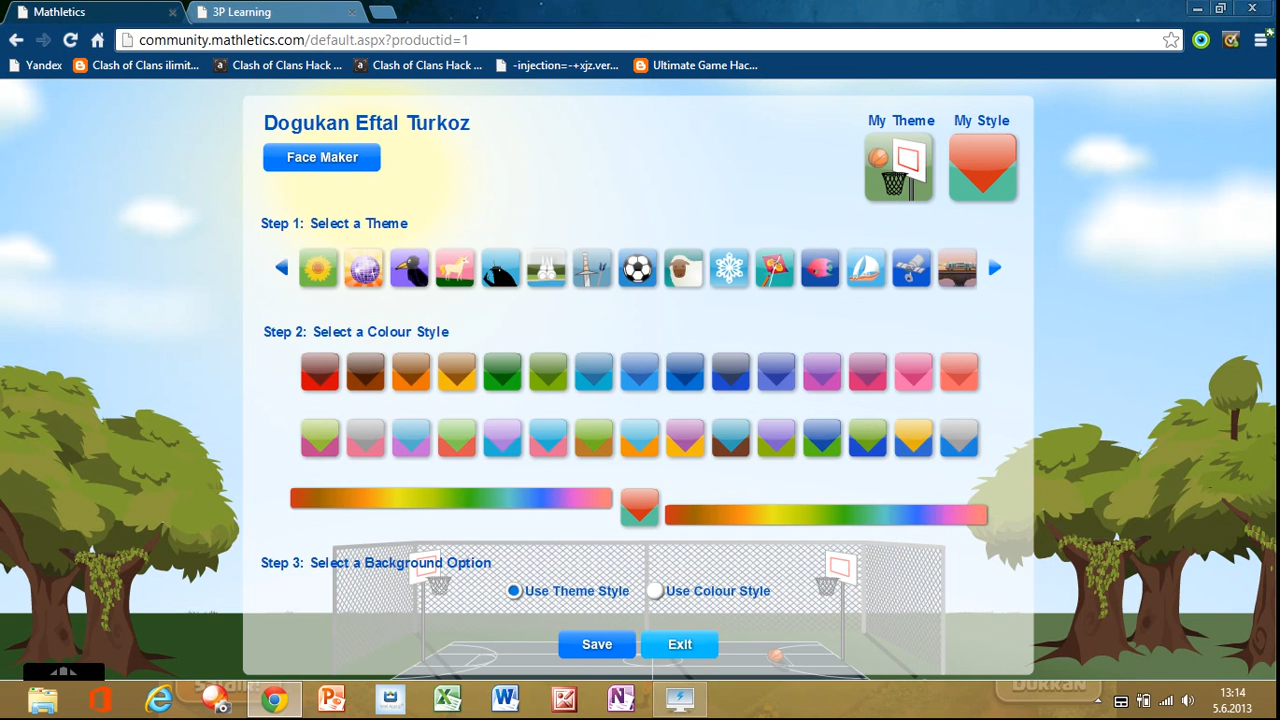 Mathletics
3P Learning
community.mathletics.com/default.aspx?productid=1
Yandex
Clash of Clans ilimit...
Clash of Clans Hack ...
Clash of Clans Hack ...
-injection=-+xjz.ver...
Ultimate Game Hac...
Dogukan Eftal Turkoz
My Theme
My Style
Face Maker
Step 1: Select a Theme
Step 2: Select a Colour Style
Step 3: Select a Background Option
Use Theme Style
Use Colour Style
Save
Exit
DÜKKAN
13:14
5.6.2013